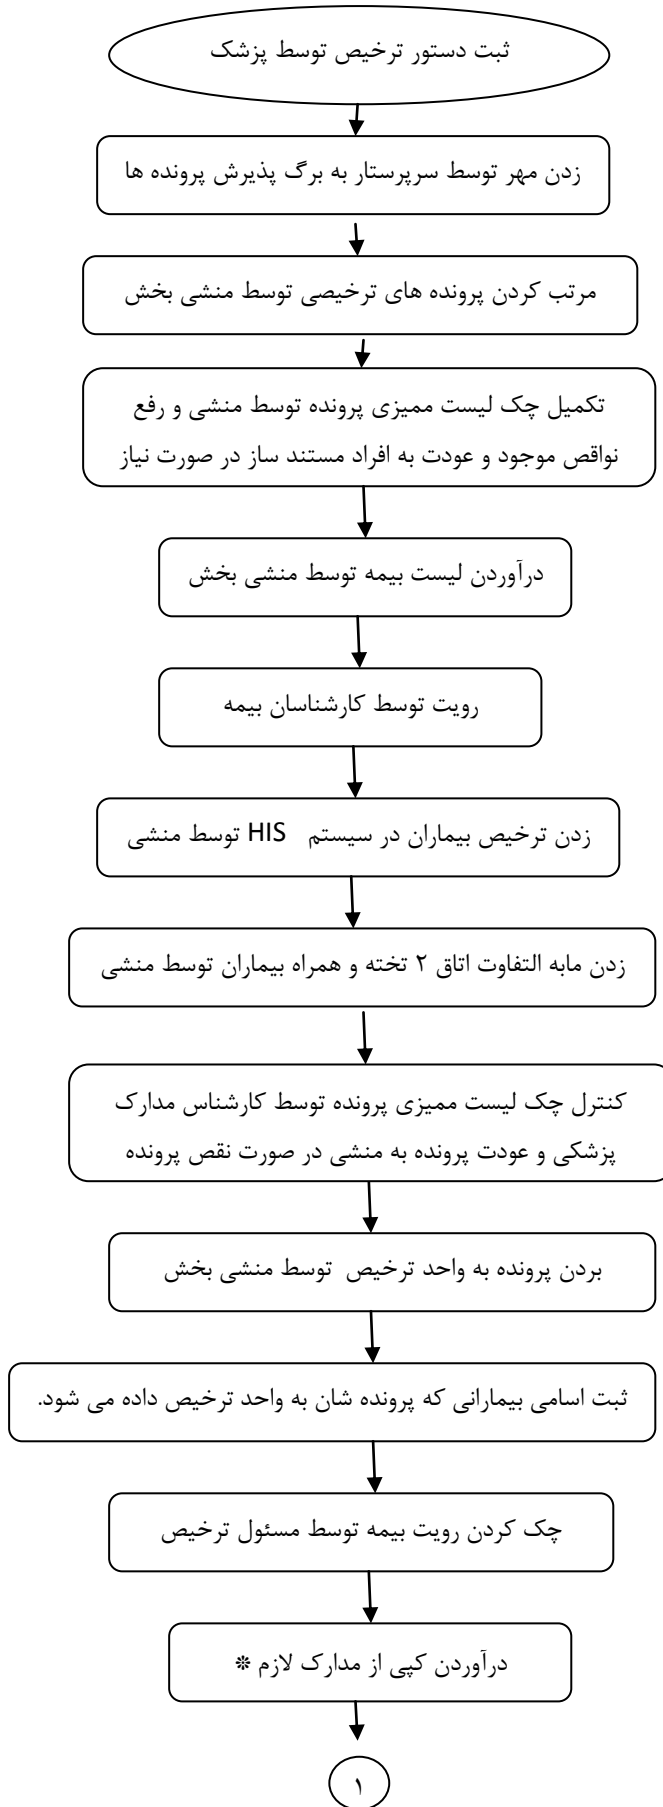 ثبت دستور ترخیص توسط پزشک
زدن مهر توسط سرپرستار به برگ پذیرش پرونده ها
مرتب کردن پرونده های ترخیصی توسط منشی بخش
تکمیل چک لیست ممیزی پرونده توسط منشی و رفع
نواقص موجود و عودت به افراد مستند ساز در صورت نیاز
درآوردن لیست بیمه توسط منشی بخش
رویت توسط کارشناسان بیمه
زدن ترخیص بیماران در سیستم HIS توسط منشی
زدن مابه التفاوت اتاق ۲ تخته و همراه بیماران توسط منشی
کنترل چک لیست ممیزی پرونده توسط کارشناس مدارک
پزشکی و عودت پرونده به منشی در صورت نقص پرونده
بردن پرونده به واحد ترخیص توسط منشی بخش
ثبت اسامی بیمارانی که پرونده شان به واحد ترخیص داده می شود.
چک کردن رویت بیمه توسط مسئول ترخیص
درآوردن کپی از مدارک لازم *
۱